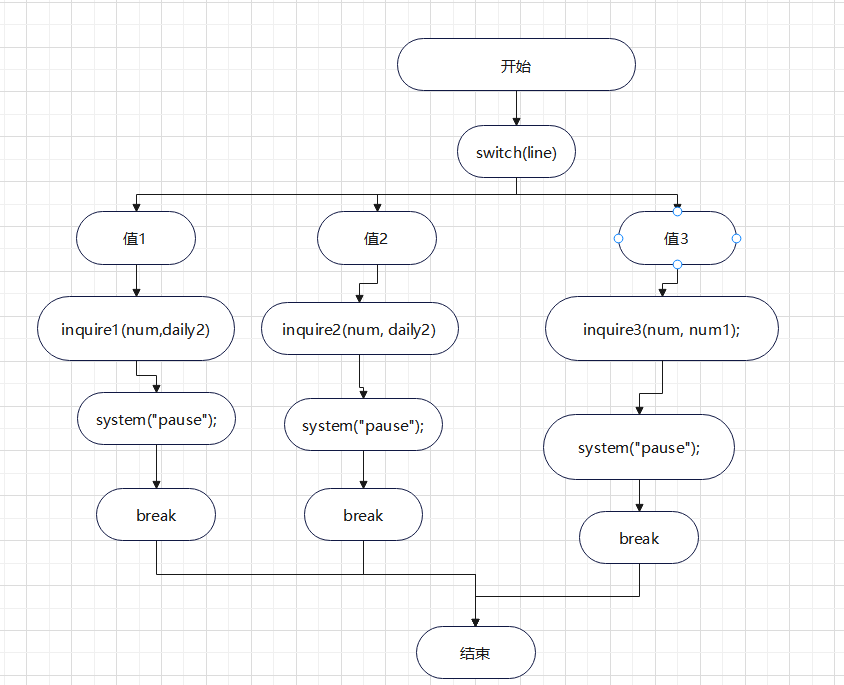 开始
switch(line)
值1
值2
值3
inquire1(num,daily2)
inquire2(num, daily2)
inquire3(num, num1);
system("pause");
system("pause");
system("pause");
break
break
break
结束